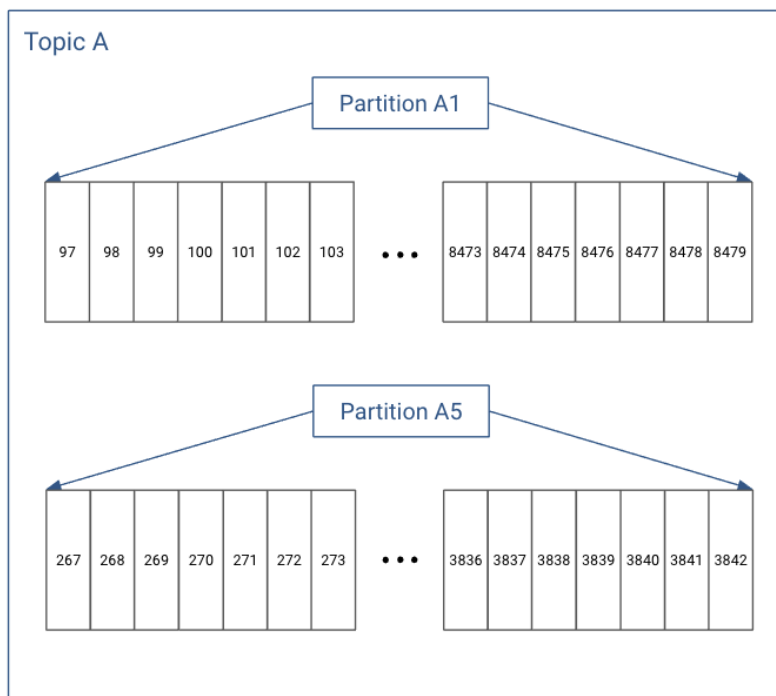 Topic A
Partition A1
97 98 99 100 101 102 103 ••• 8473 8474 8475 8476 8477 8478 8479
Partition A5
267 268 269 270 271 272 273 ••• 3836 3837 3838 3839 3840 3841 3842